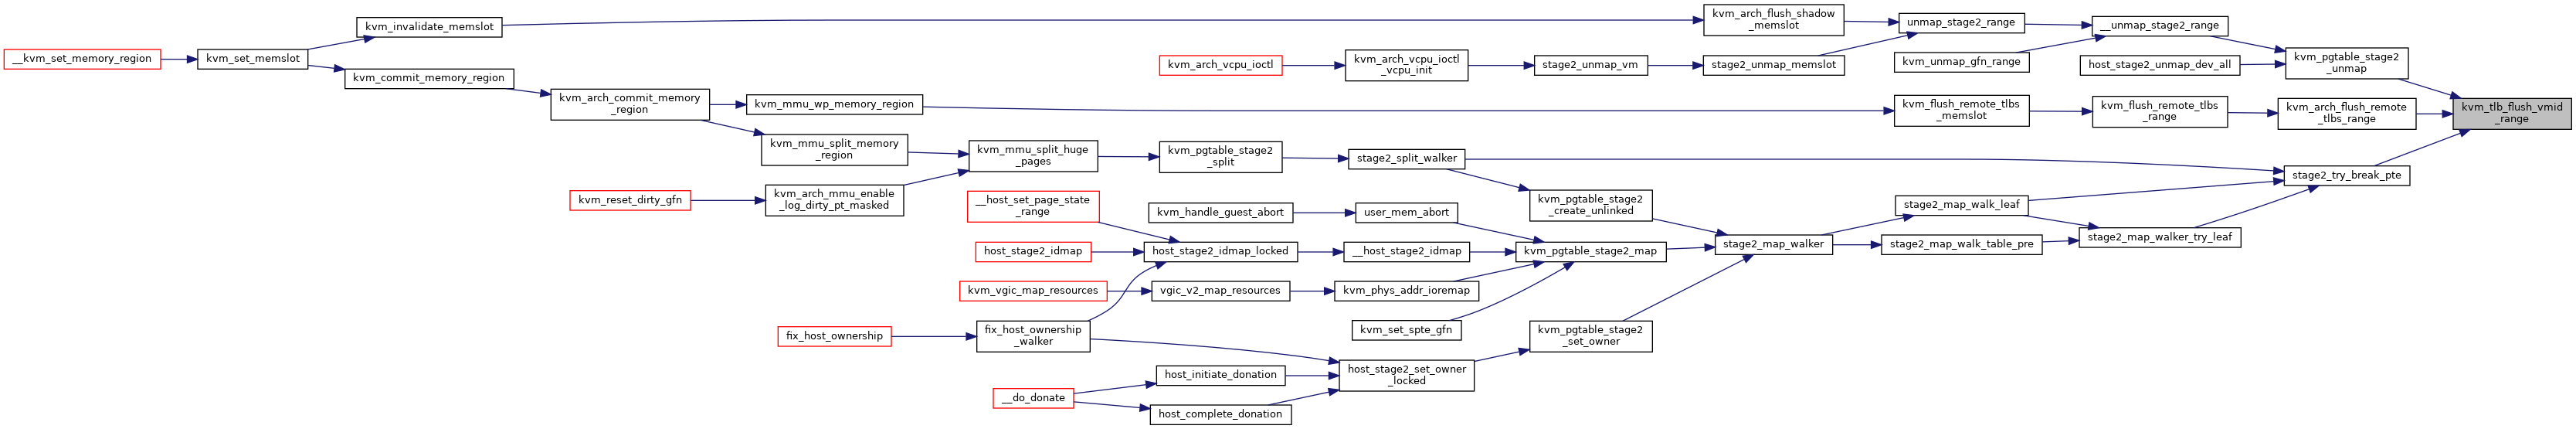 kvm_invalidate_memslot
kvm_arch_flush_shadow
_memslot
unmap_stage2_range
__unmap_stage2_range
__kvm_set_memory_region
kvm_set_memslot
kvm_arch_vcpu_ioctl
kvm_arch_vcpu_ioctl
_vcpu_init
stage2_unmap_vm
stage2_unmap_memslot
kvm_unmap_gfn_range
host_stage2_unmap_dev_all
kvm_pgtable_stage2
_unmap
kvm_commit_memory_region
kvm_arch_commit_memory
_region
kvm_mmu_wp_memory_region
kvm_flush_remote_tlbs
_memslot
kvm_flush_remote_tlbs
_range
kvm_arch_flush_remote
_tlbs_range
kvm_tlb_flush_vmid
_range
kvm_mmu_split_memory
_region
kvm_mmu_split_huge
_pages
kvm_pgtable_stage2
_split
stage2_split_walker
stage2_try_break_pte
kvm_reset_dirty_gfn
kvm_arch_mmu_enable
_log_dirty_pt_masked
__host_set_page_state
_range
kvm_handle_guest_abort
user_mem_abort
kvm_pgtable_stage2
_create_unlinked
stage2_map_walk_leaf
stage2_map_walker_try_leaf
host_stage2_idmap
host_stage2_idmap_locked
__host_stage2_idmap
kvm_pgtable_stage2_map
stage2_map_walker
stage2_map_walk_table_pre
kvm_vgic_map_resources
vgic_v2_map_resources
kvm_phys_addr_ioremap
fix_host_ownership
fix_host_ownership
_walker
kvm_set_spte_gfn
kvm_pgtable_stage2
_set_owner
host_initiate_donation
host_stage2_set_owner
_locked
__do_donate
host_complete_donation